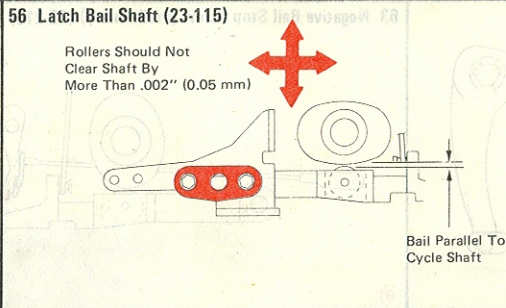 56 Latch Bail Shaft (23-115)
Rollers Should Not
Clear Shaft By
More Than .002" (0.05 mm)
Bail Parallel To
Cycle Shaft